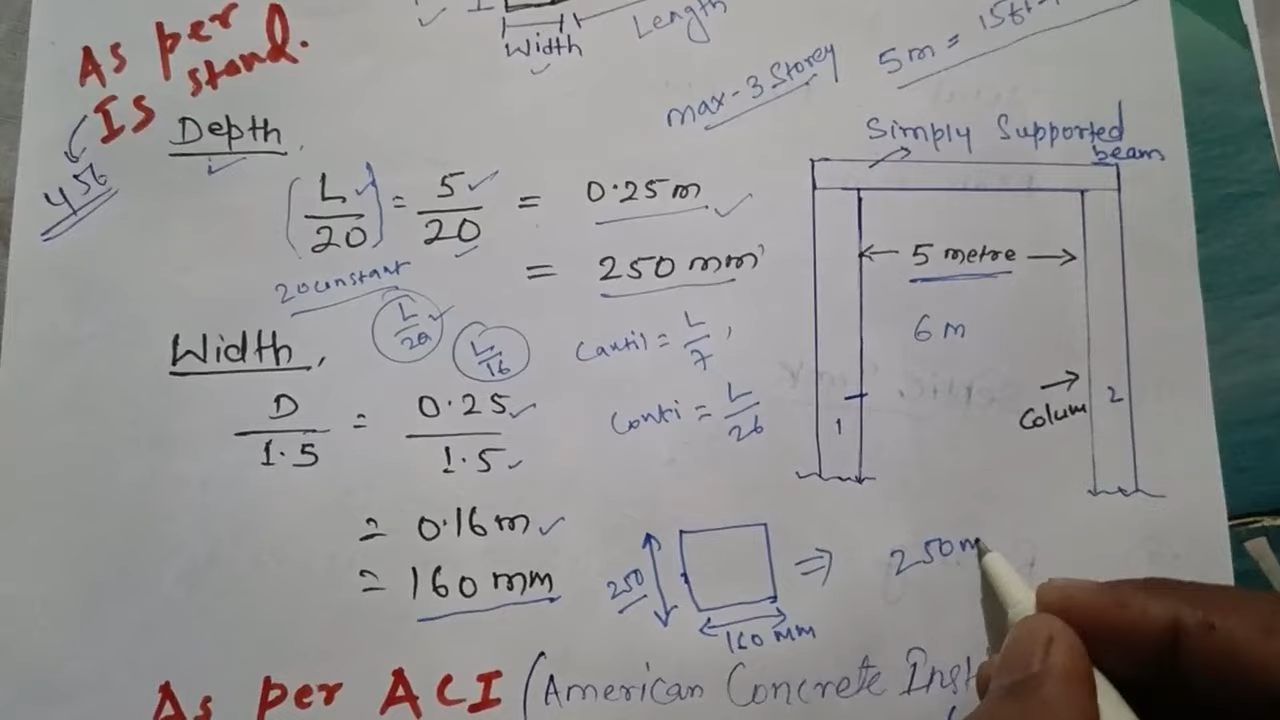 As per
IS stand.
456
Width
Length
max-3 Storey
5m =
Depth
L/20 = 5/20 = 0.25m
= 250 mm
20 constant
L/20
L/16
Cantil = L/7,
Conti = L/26
Width,
D/1.5 = 0.25/1.5
= 0.16m
= 160 mm
250
160 mm
⇒ 250m
Simply Supported
beam
← 5 metre →
6 m
Colum
1
2
As per ACI (American Concrete Inst